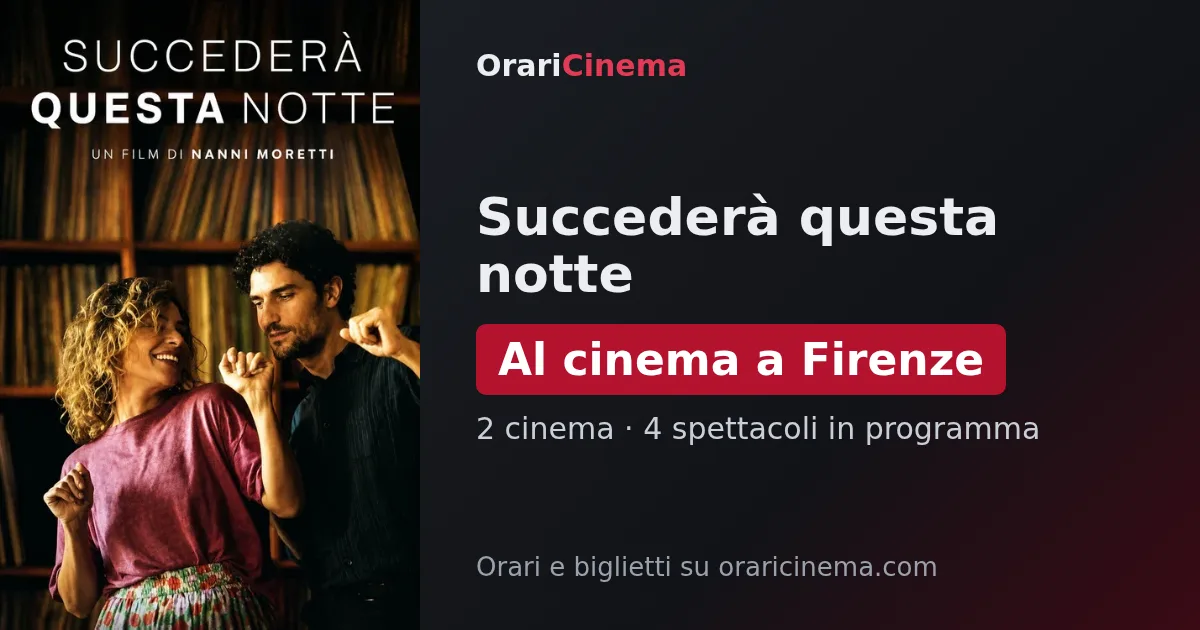 SUCCEDERÀ
QUESTA NOTTE
UN FILM DI NANNI MORETTI
OrariCinema
Succederà questa
notte
Al cinema a Firenze
2 cinema · 4 spettacoli in programma
Orari e biglietti su oraricinema.com